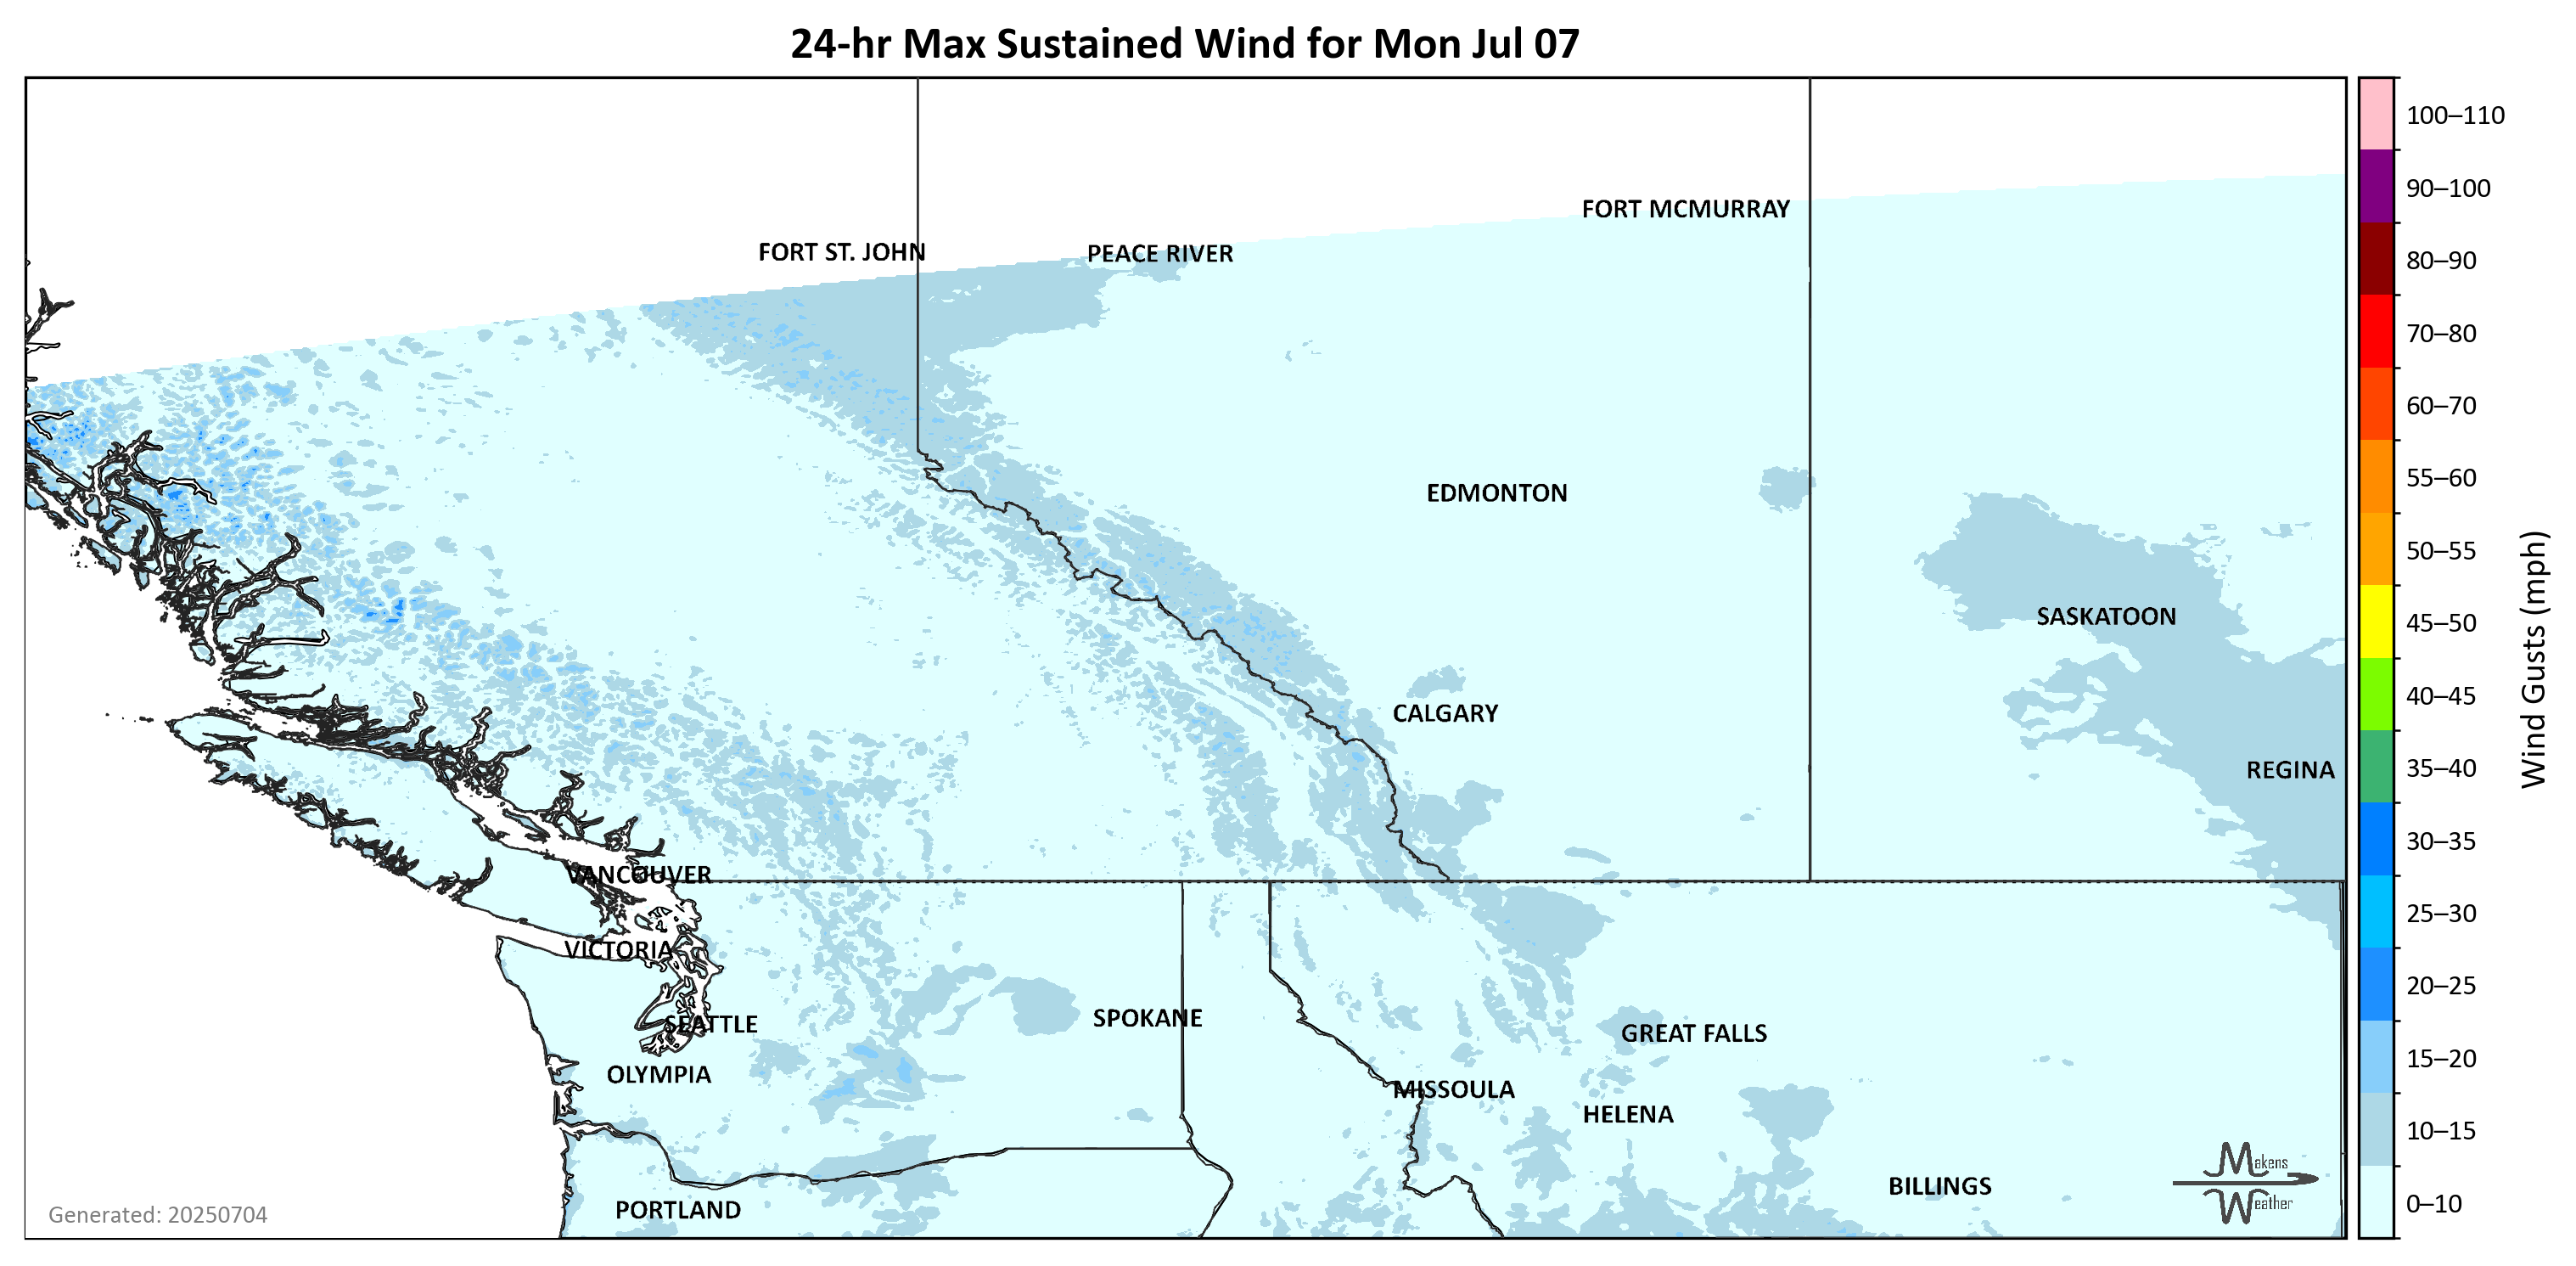 24-hr Max Sustained Wind for Mon Jul 07
FORT MCMURRAY
FORT ST. JOHN
PEACE RIVER
EDMONTON
SASKATOON
CALGARY
REGINA
VANCOUVER
VICTORIA
SEATTLE
SPOKANE
GREAT FALLS
OLYMPIA
MISSOULA
HELENA
BILLINGS
PORTLAND
Makens
Weather
Generated: 20250704
100–110
90–100
80–90
70–80
60–70
55–60
50–55
45–50
40–45
35–40
30–35
25–30
20–25
15–20
10–15
0–10
Wind Gusts (mph)